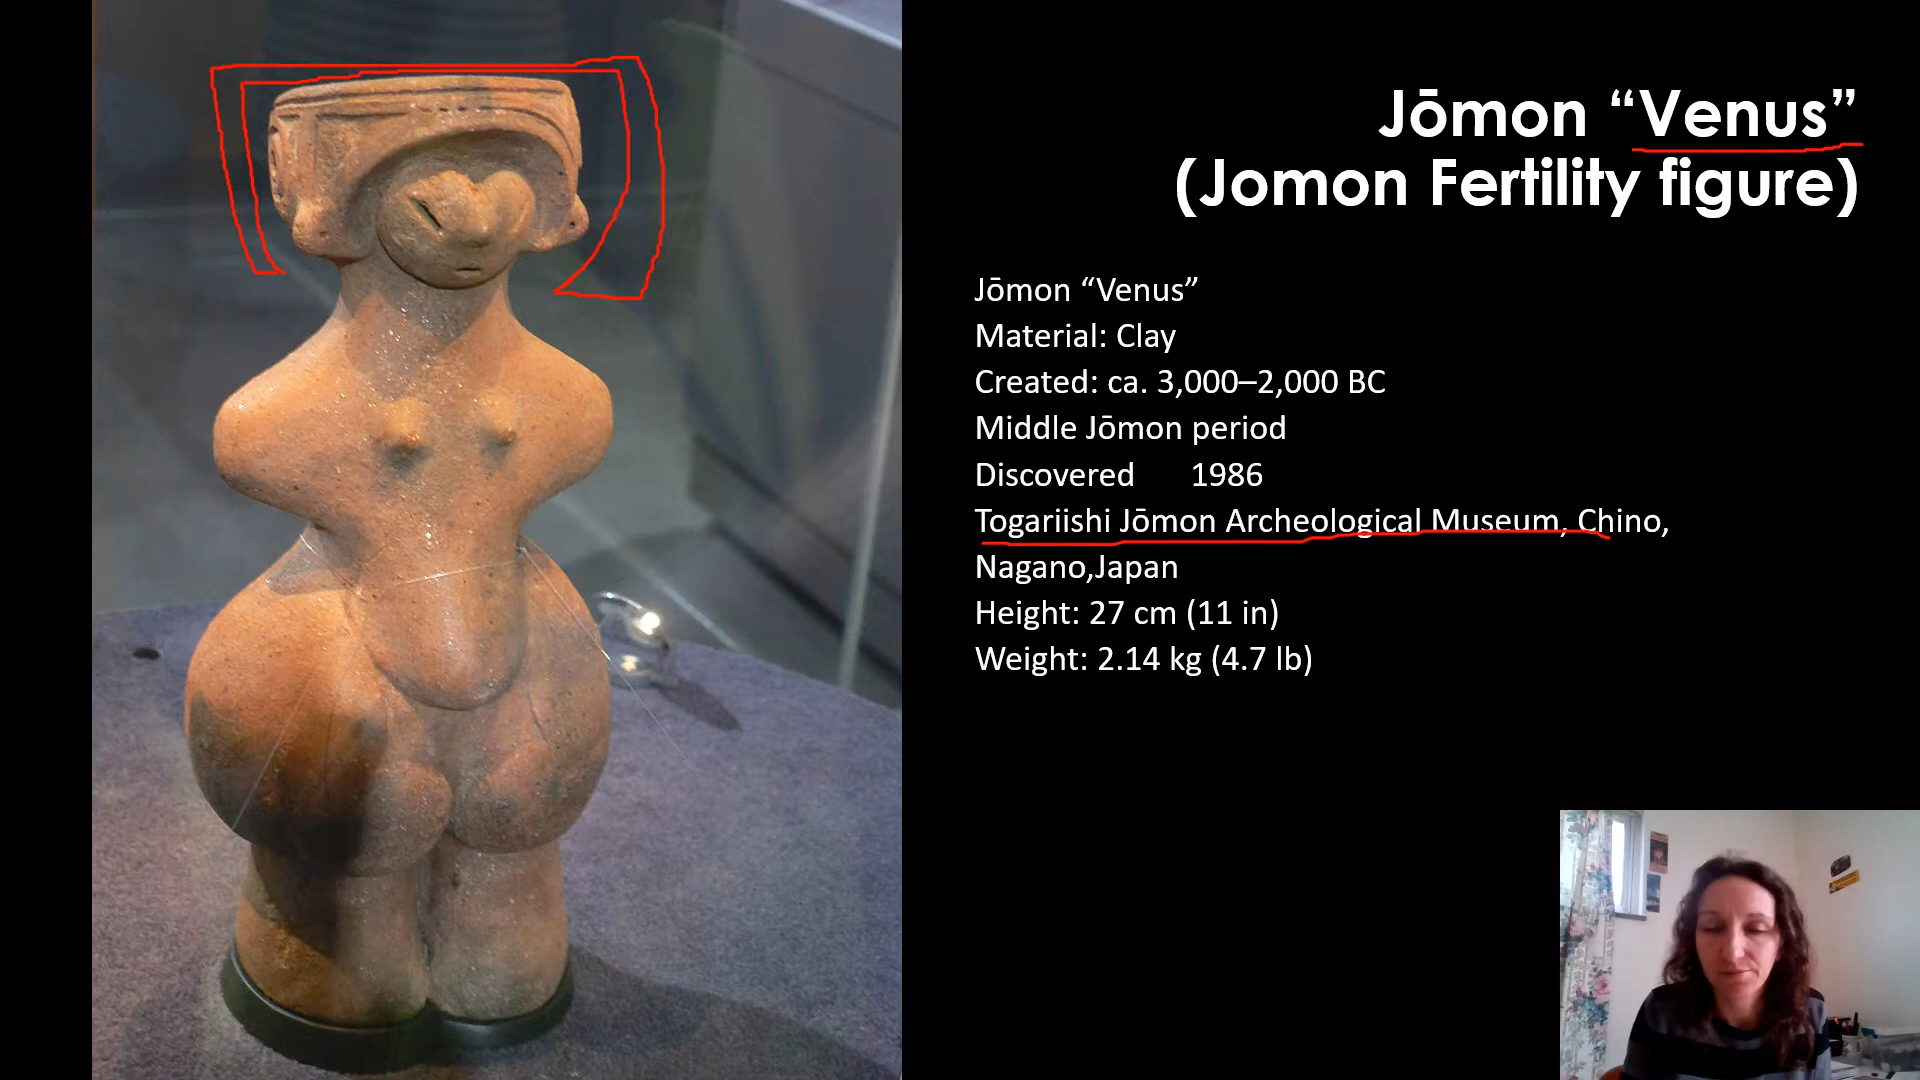 Jōmon “Venus”
(Jomon Fertility figure)
Jōmon “Venus”
Material: Clay
Created: ca. 3,000–2,000 BC
Middle Jōmon period
Discovered 1986
Togariishi Jōmon Archeological Museum, Chino,
Nagano,Japan
Height: 27 cm (11 in)
Weight: 2.14 kg (4.7 lb)